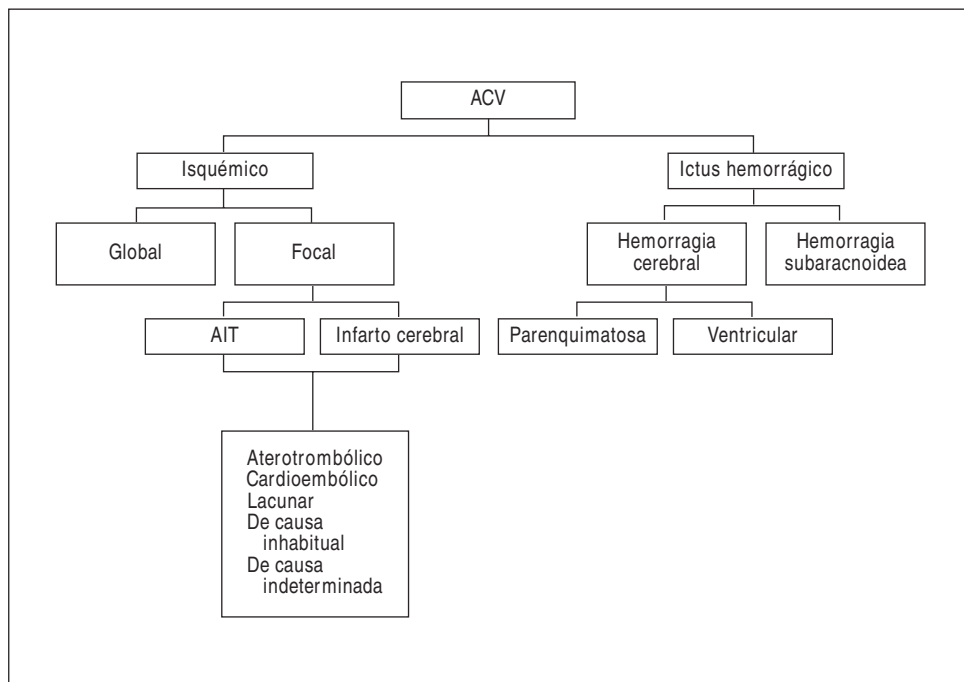 ACV
Isquémico
Ictus hemorrágico
Global
Focal
Hemorragia
cerebral
Hemorragia
subaracnoidea
AIT
Infarto cerebral
Parenquimatosa
Ventricular
Aterotrombólico
Cardioembólico
Lacunar
De causa
inhabitual
De causa
indeterminada